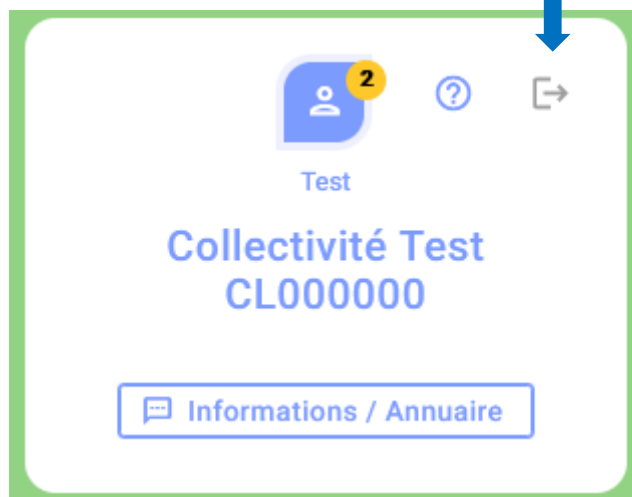 2
Test
Collectivité Test
CL000000
Informations / Annuaire